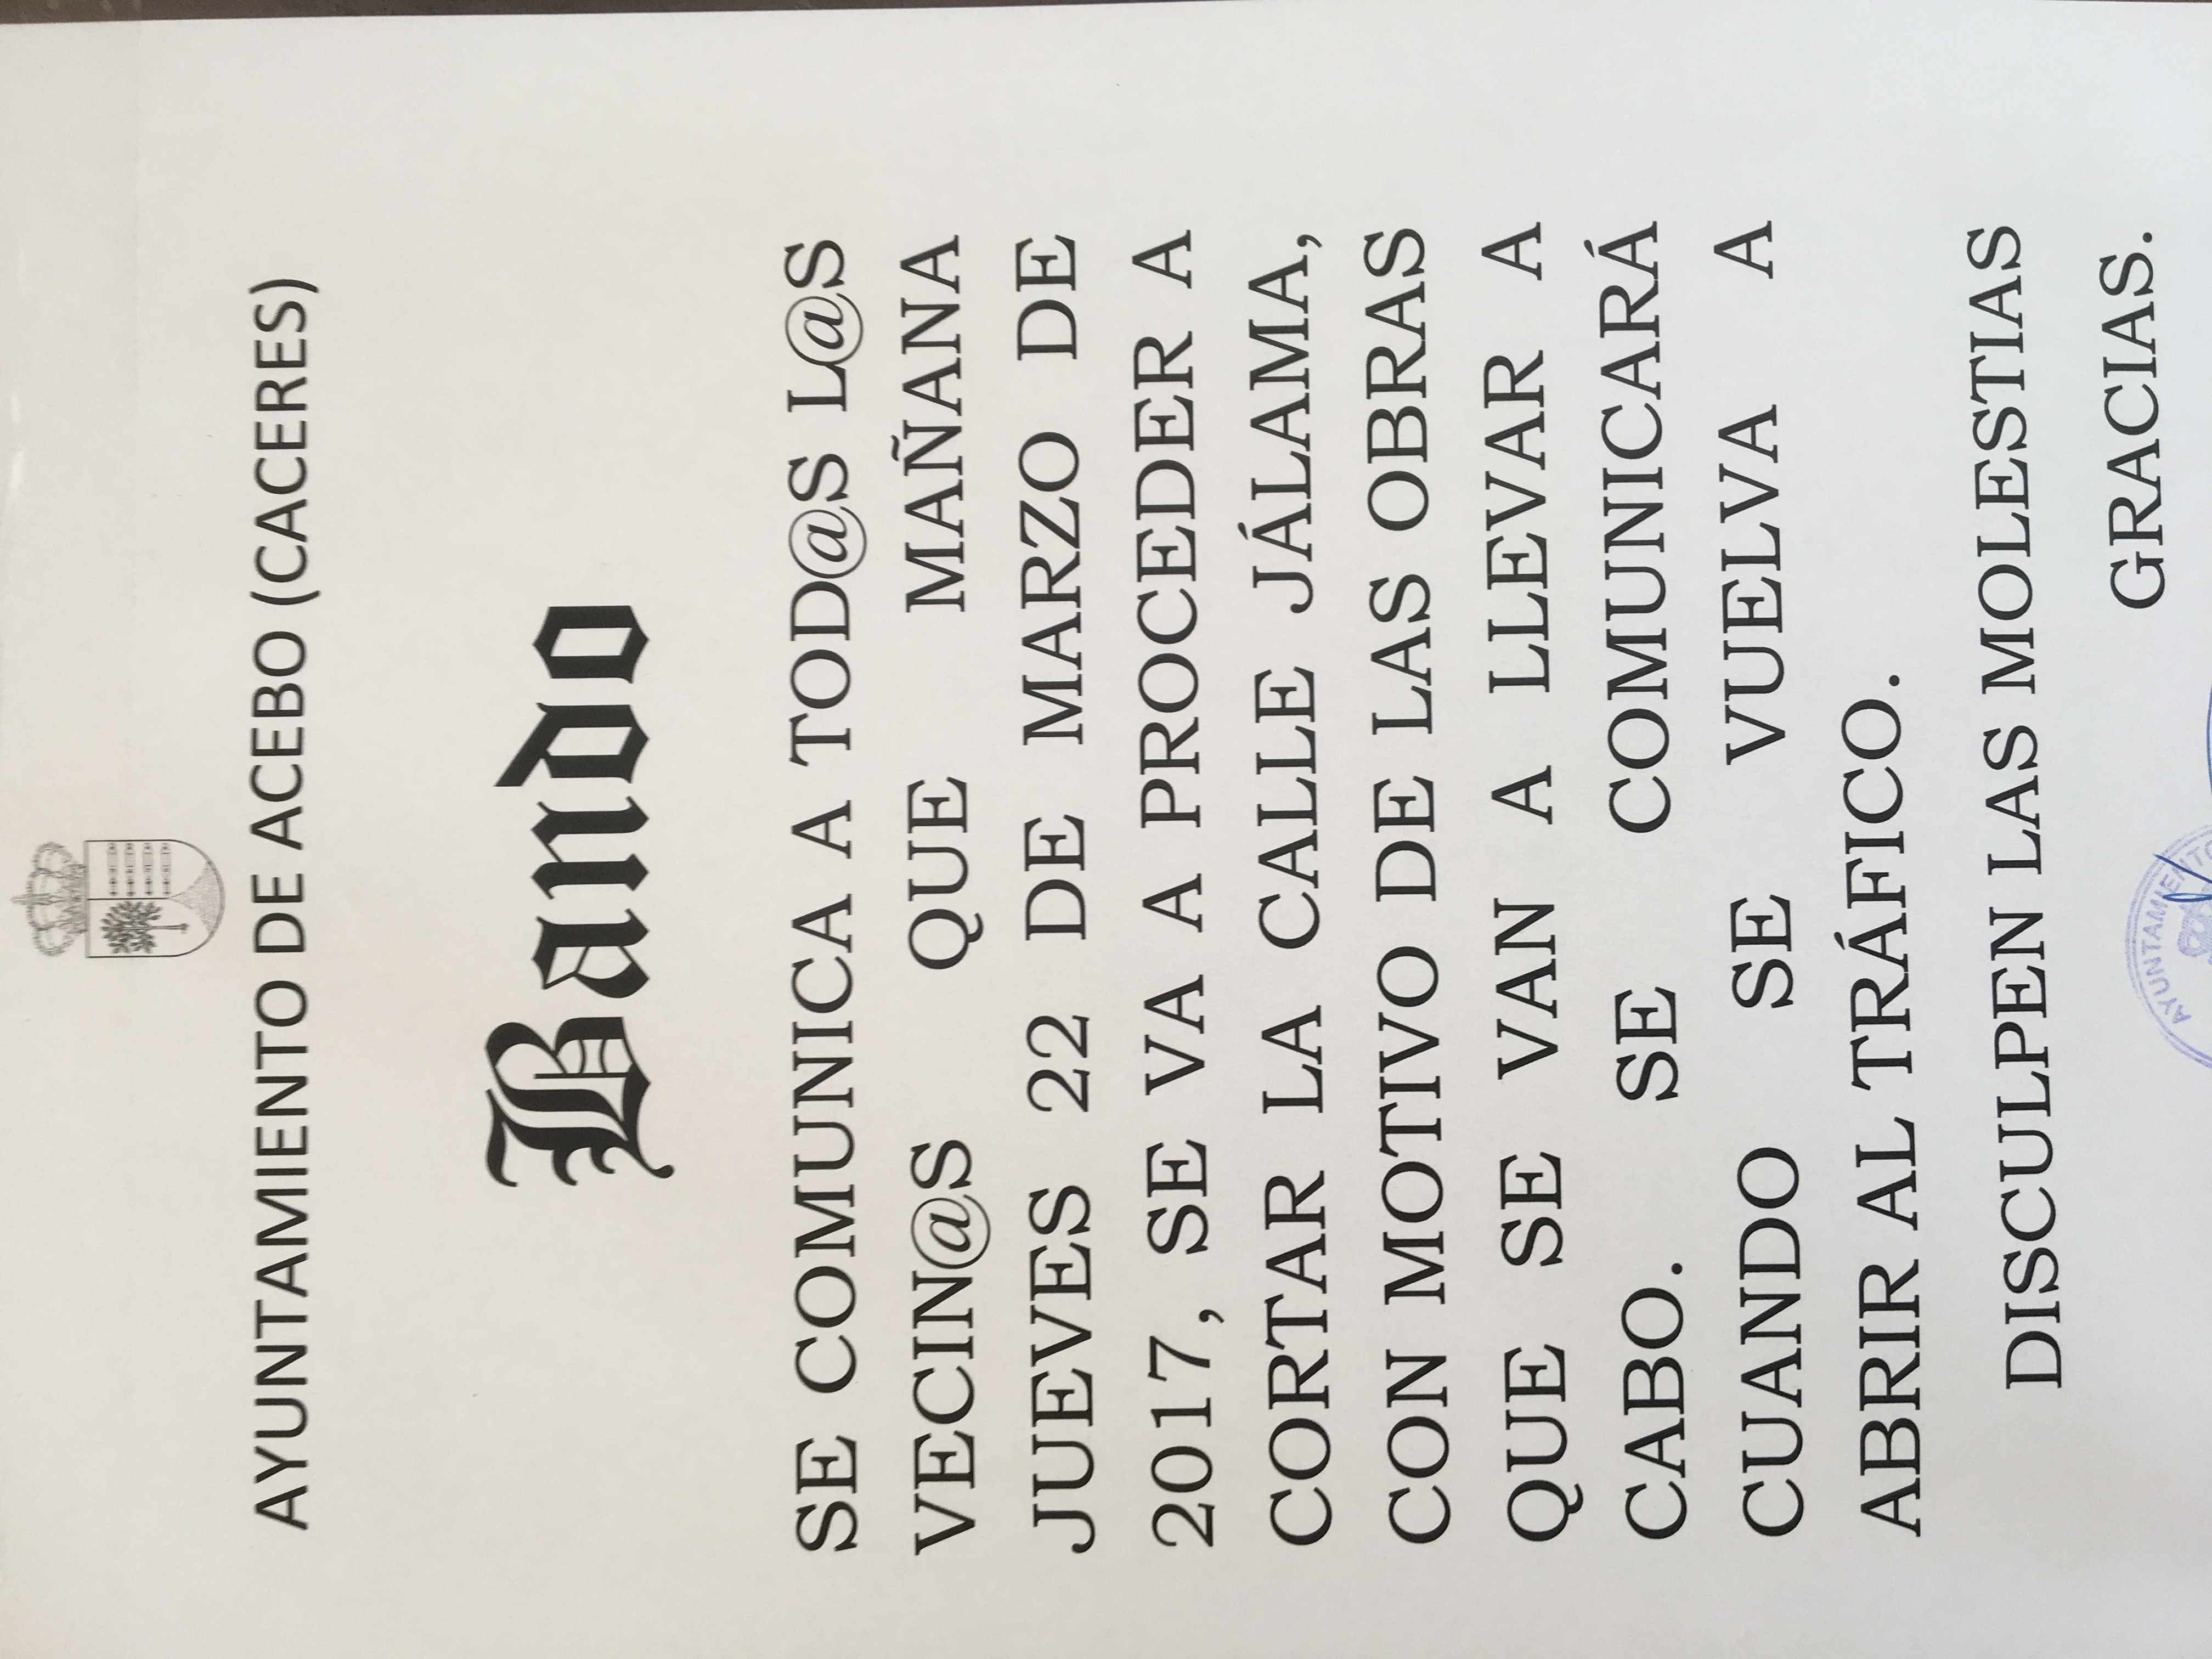 AYUNTAMIENTO DE ACEBO (CACERES)
Bando
SE COMUNICA A TOD@S L@S
VECIN@S QUE MAÑANA
JUEVES 22 DE MARZO DE
2017, SE VA A PROCEDER A
CORTAR LA CALLE JÁLAMA,
CON MOTIVO DE LAS OBRAS
QUE SE VAN A LLEVAR A
CABO. SE COMUNICARÁ
CUANDO SE VUELVA A
ABRIR AL TRÁFICO.
DISCULPEN LAS MOLESTIAS
GRACIAS.
AYUNTAMIENTO